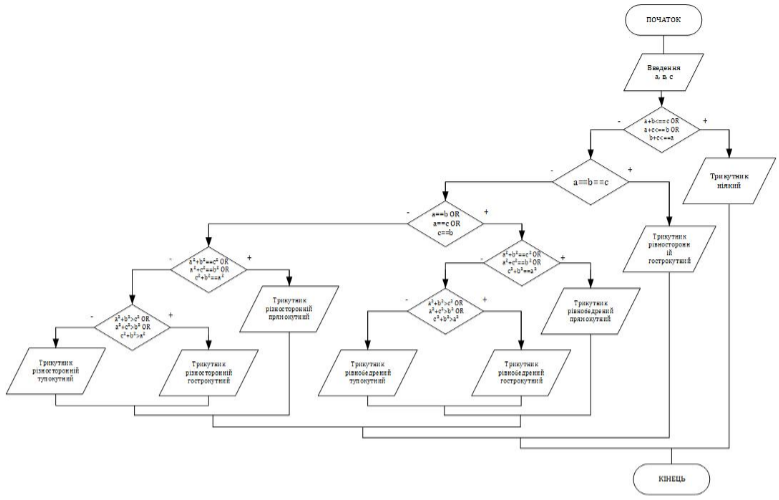 ПОЧАТОК
Введення
a, в, c
a+b<==c OR
a+c<==b OR
b+c<==a
-
+
a==b==c
-
+
Трикутник
ніякий
a==b OR
a==c OR
c==b
-
+
Трикутник
різносторонн
ій
гострокутний
a²+b²==c² OR
a²+c²==b² OR
c²+b²==a²
-
+
a²+b²==c² OR
a²+c²==b² OR
c²+b²==a²
-
+
Трикутник
різносторонній
прямокутний
Трикутник
рівнобедрений
прямокутний
a²+b²>c² OR
a²+c²>b² OR
c²+b²>a²
-
+
a²+b²>c² OR
a²+c²>b² OR
c²+b²>a²
-
+
Трикутник
різносторонній
тупокутний
Трикутник
різносторонній
гострокутний
Трикутник
рівнобедрений
тупокутний
Трикутник
рівнобедрений
гострокутний
КІНЕЦЬ